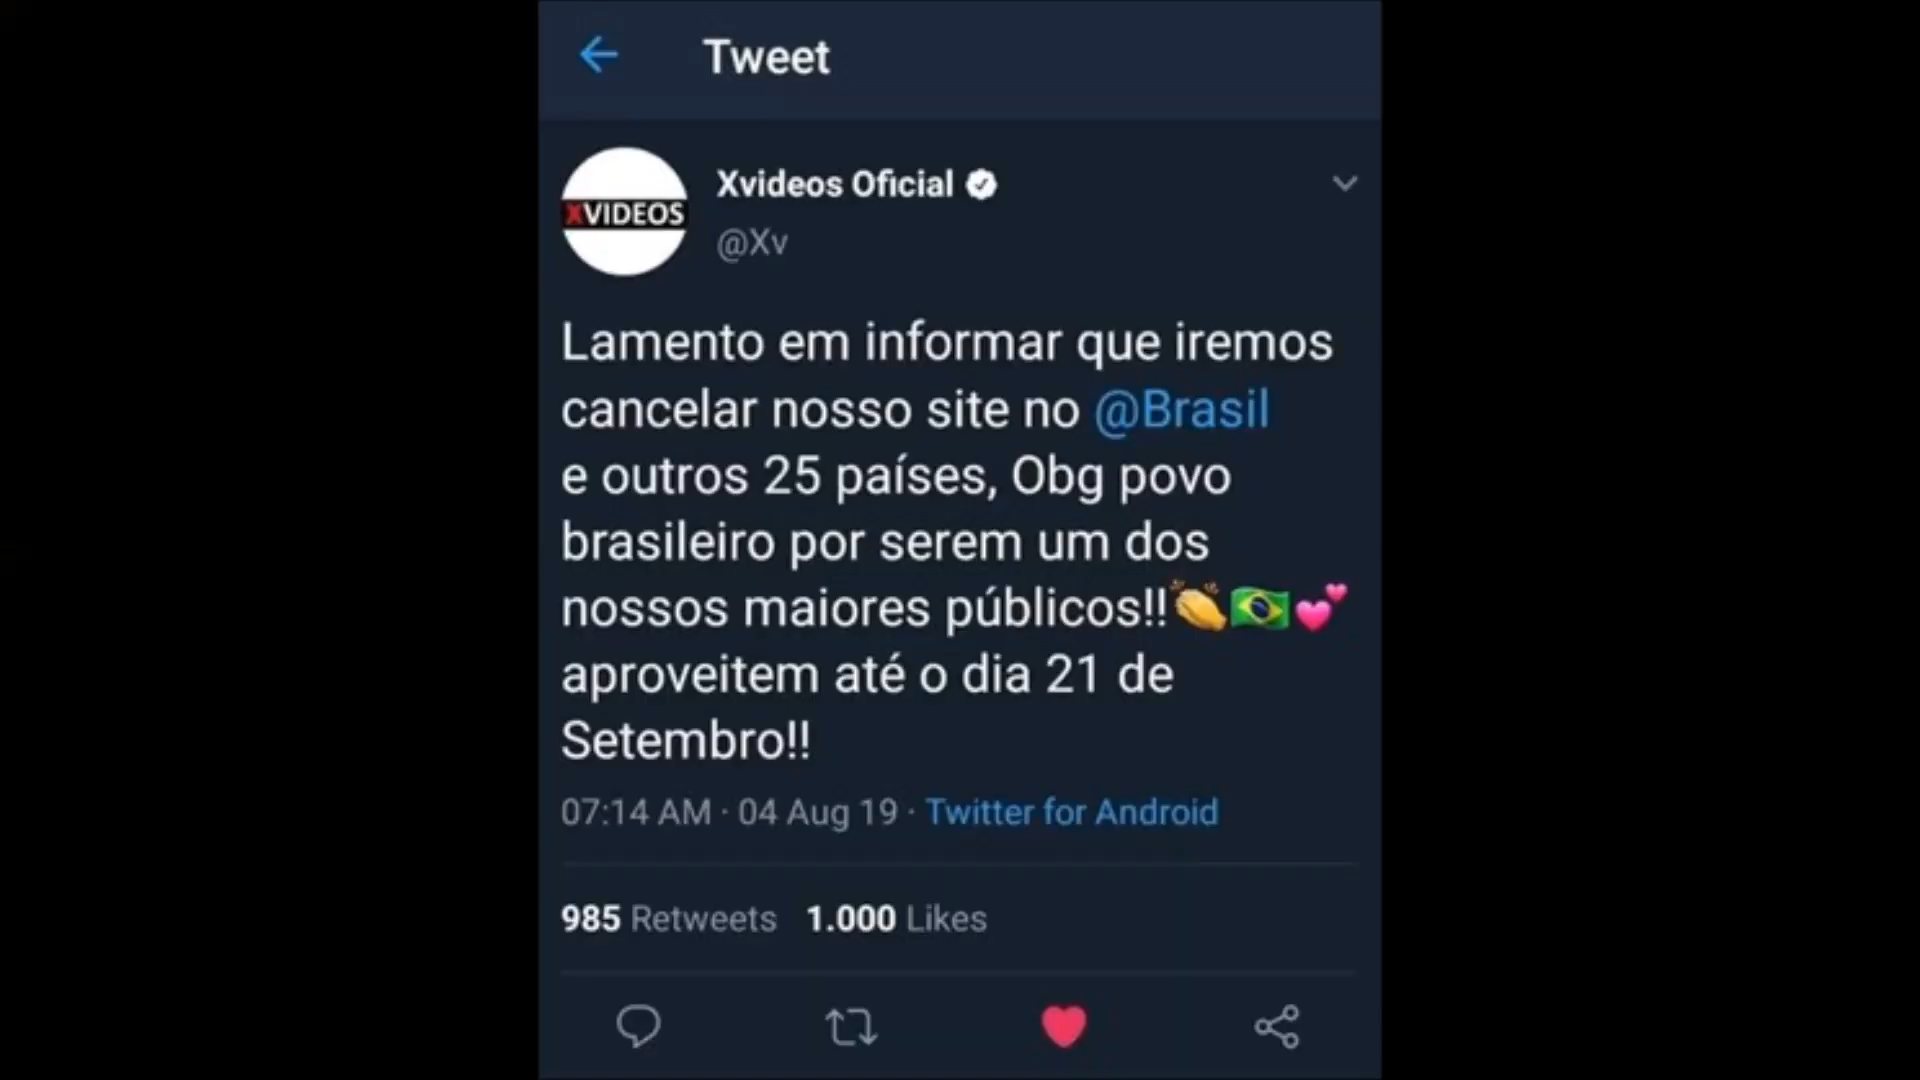 Tweet
XVIDEOS
Xvideos Oficial
@Xv
Lamento em informar que iremos
cancelar nosso site no @Brasil
e outros 25 países, Obg povo
brasileiro por serem um dos
nossos maiores públicos!!👏🇧🇷💕
aproveitem até o dia 21 de
Setembro!!
07:14 AM · 04 Aug 19 · Twitter for Android
985 Retweets 1.000 Likes